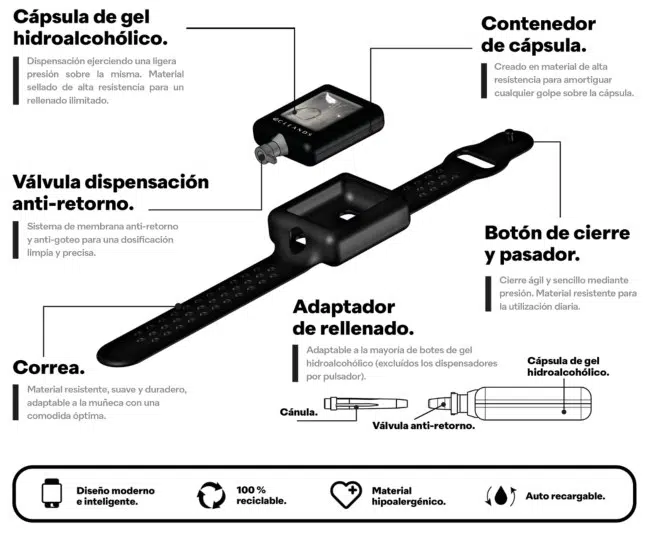 Cápsula de gel
hidroalcohólico.
Dispensación ejerciendo una ligera
presión sobre la misma. Material
sellado de alta resistencia para un
rellenado ilimitado.
Contenedor
de cápsula.
Creado en material de alta
resistencia para amortiguar
cualquier golpe sobre la cápsula.
Válvula dispensación
anti-retorno.
Sistema de membrana anti-retorno
y anti-goteo para una dosificación
limpia y precisa.
Botón de cierre
y pasador.
Cierre ágil y sencillo mediante
presión. Material resistente para
la utilización diaria.
Correa.
Material resistente, suave y duradero,
adaptable a la muñeca con una
comodida óptima.
Adaptador
de rellenado.
Adaptable a la mayoría de botes de gel
hidroalcohólico (excluídos los dispensadores
por pulsador).
Cánula.
Válvula anti-retorno.
Cápsula de gel
hidroalcohólico.
Diseño moderno
e inteligente.
100 %
reciclable.
Material
hipoalergénico.
Auto recargable.